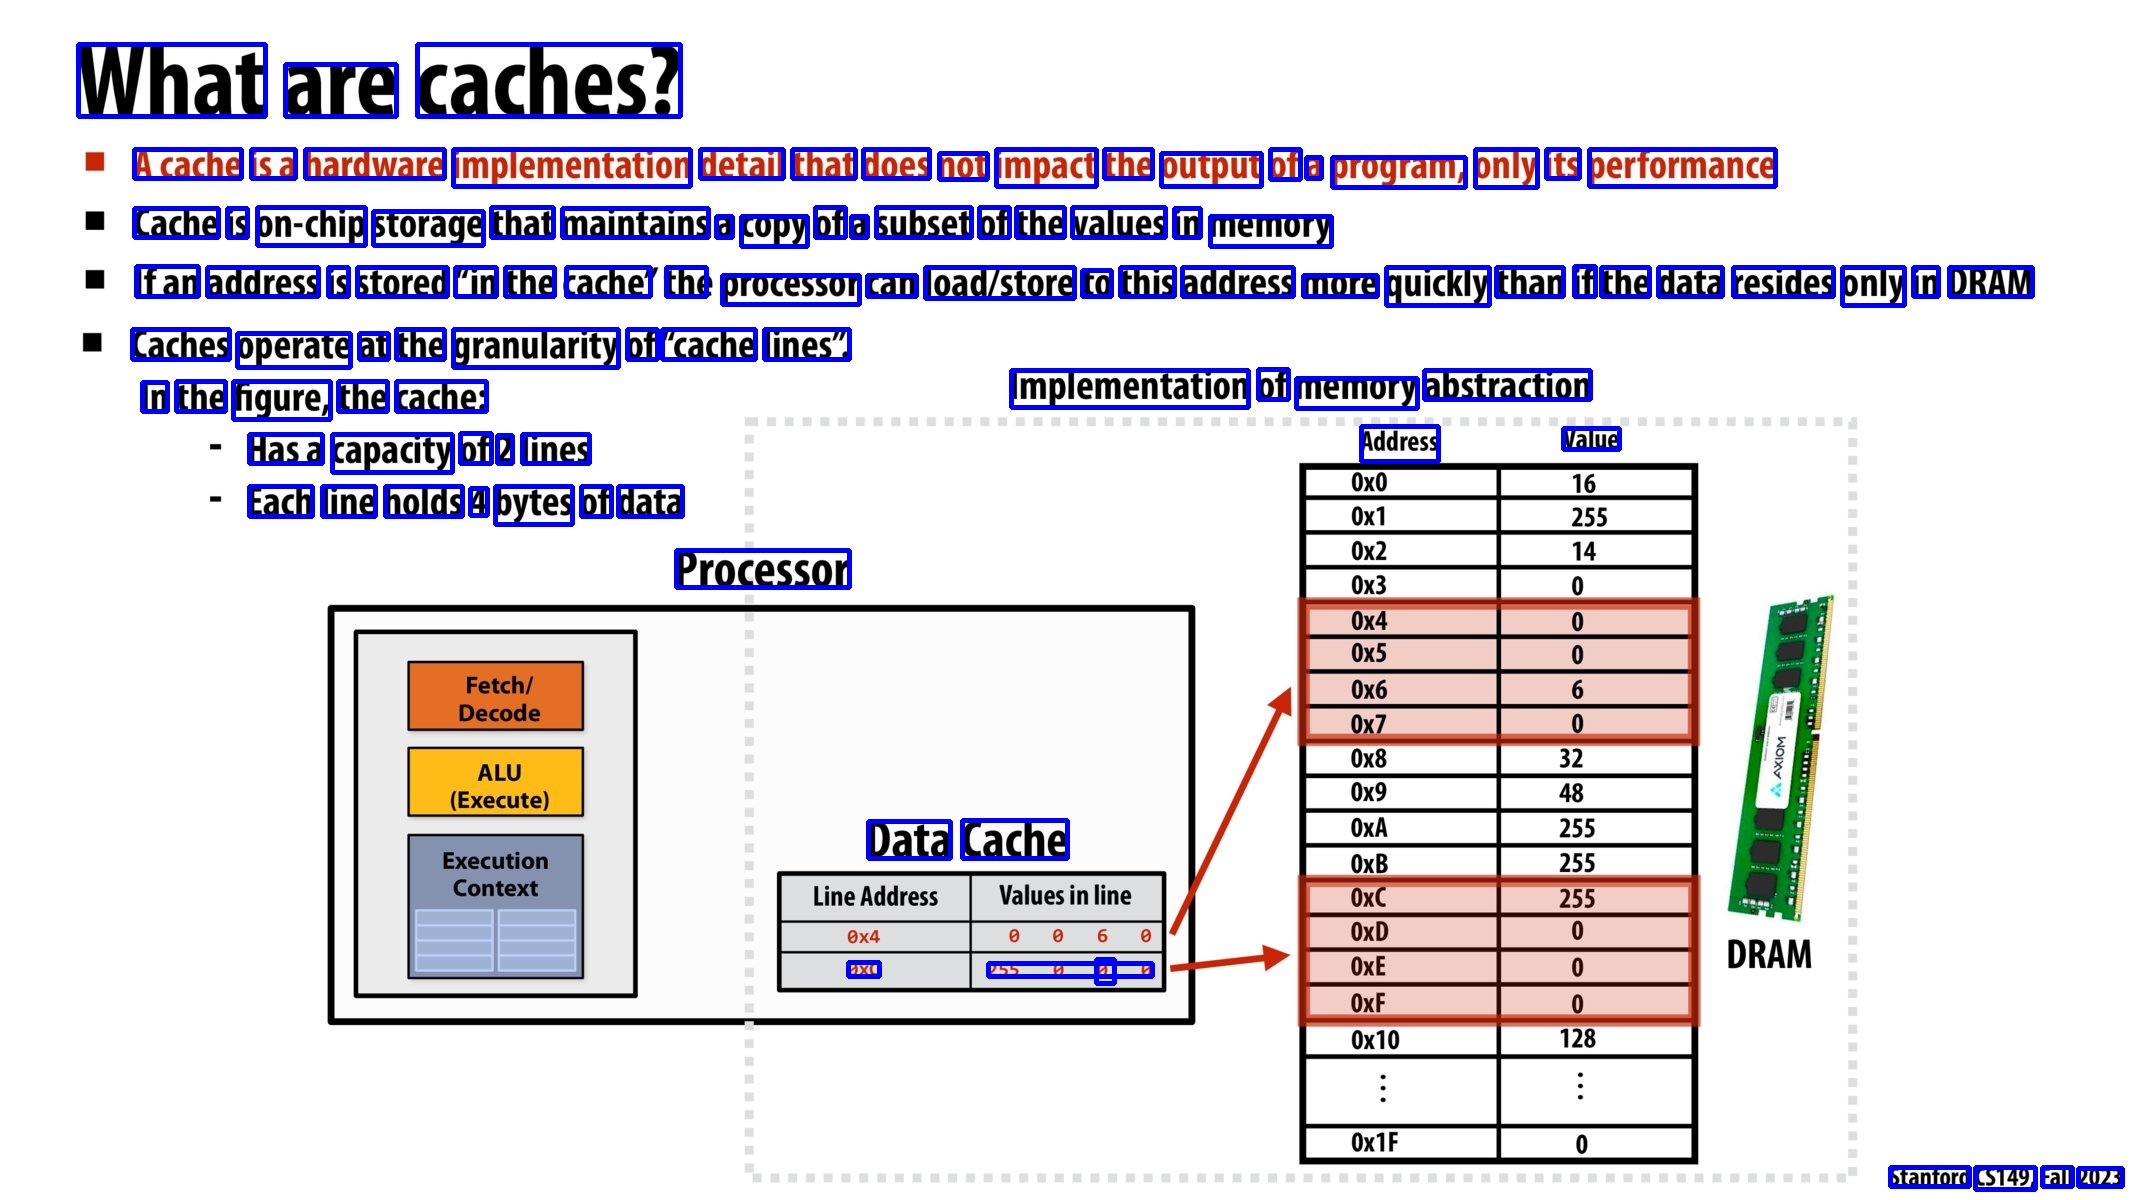 What are caches?
A cache is a hardware implementation detail that does not impact the output of a program, only its performance
Cache is on-chip storage that maintains a copy of a subset of the values in memory
If an address is stored “in the cache” the processor can load/store to this address more quickly than if the data resides only in DRAM
Caches operate at the granularity of “cache lines”.
In the figure, the cache:
- Has a capacity of 2 lines
- Each line holds 4 bytes of data
Implementation of memory abstraction
Processor
Fetch/
Decode
ALU
(Execute)
Execution
Context
Data Cache
Line Address Values in line
0x4 0 0 6 0
0xC 255 0 0 0
Address Value
0x0 16
0x1 255
0x2 14
0x3 0
0x4 0
0x5 0
0x6 6
0x7 0
0x8 32
0x9 48
0xA 255
0xB 255
0xC 255
0xD 0
0xE 0
0xF 0
0x10 128
⋮ ⋮
0x1F 0
AXIOM
DRAM
Stanford CS149, Fall 2023